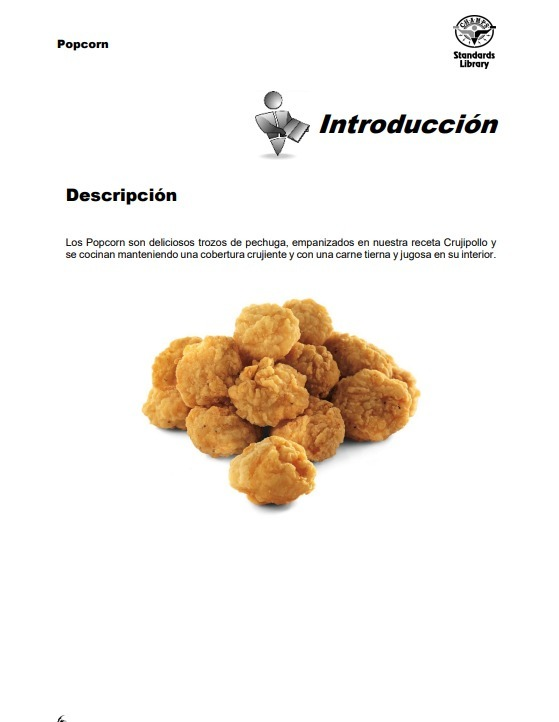 Popcorn
CHAMPS
Standards
Library
Introducción
Descripción
Los Popcorn son deliciosos trozos de pechuga, empanizados en nuestra receta Crujipollo y
se cocinan manteniendo una cobertura crujiente y con una carne tierna y jugosa en su interior.